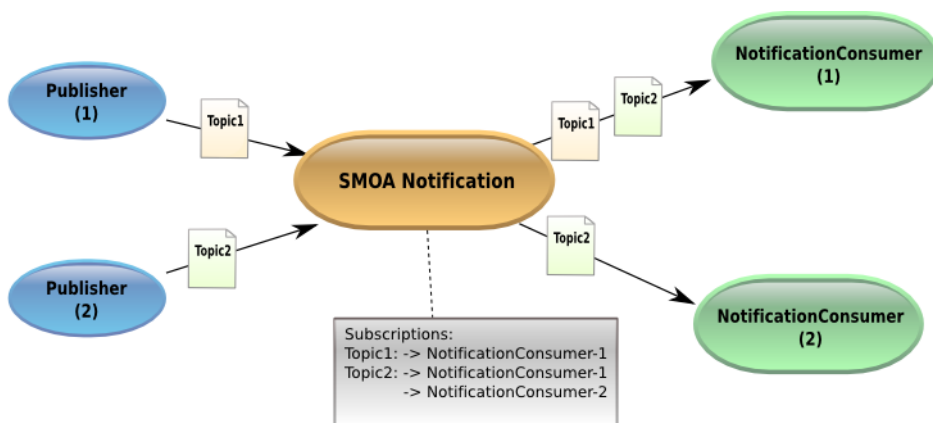 Publisher
(1)
Topic1
SMOA Notification
Topic1
Topic2
NotificationConsumer
(1)
Publisher
(2)
Topic2
Topic2
NotificationConsumer
(2)
Subscriptions:
Topic1: -> NotificationConsumer-1
Topic2: -> NotificationConsumer-1
-> NotificationConsumer-2